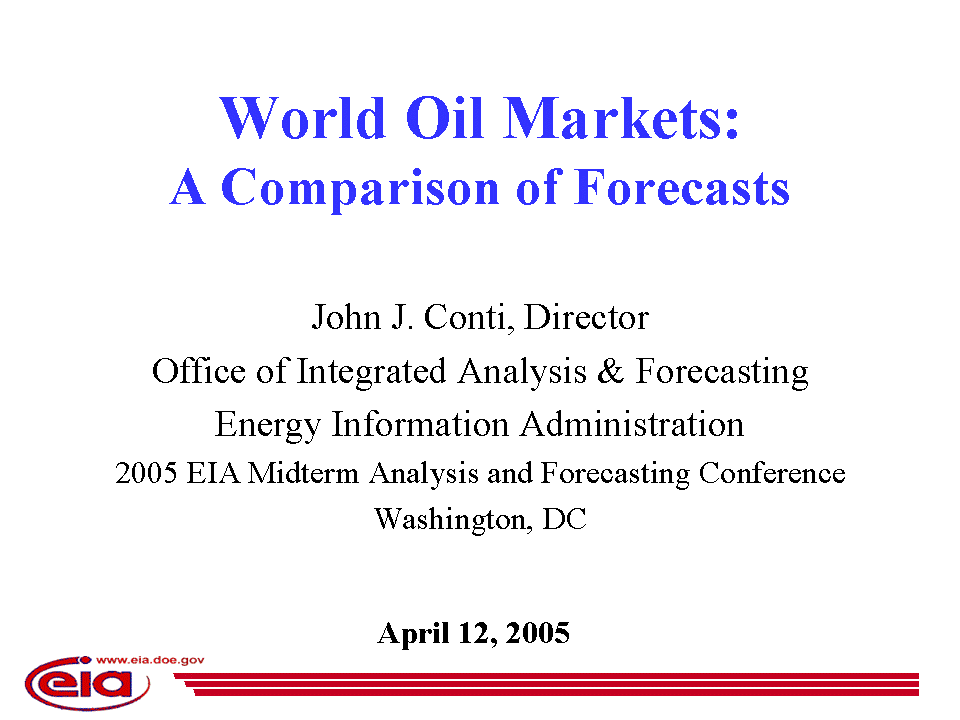 World Oil Markets:
A Comparison of Forecasts
John J. Conti, Director
Office of Integrated Analysis & Forecasting
Energy Information Administration
2005 EIA Midterm Analysis and Forecasting Conference
Washington, DC
April 12, 2005
www.eia.doe.gov
eia